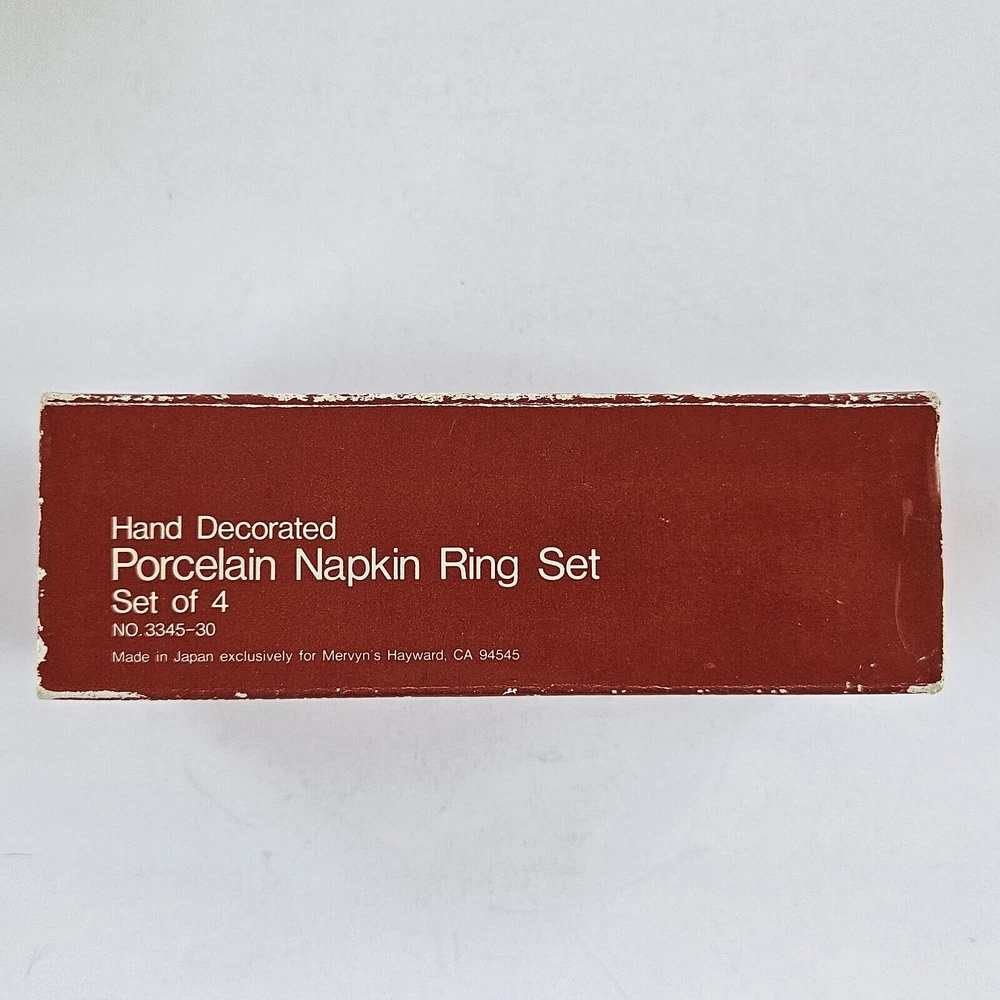 Hand Decorated
Porcelain Napkin Ring Set
Set of 4
NO. 3345-30
Made in Japan exclusively for Mervyn's Hayward, CA 94545